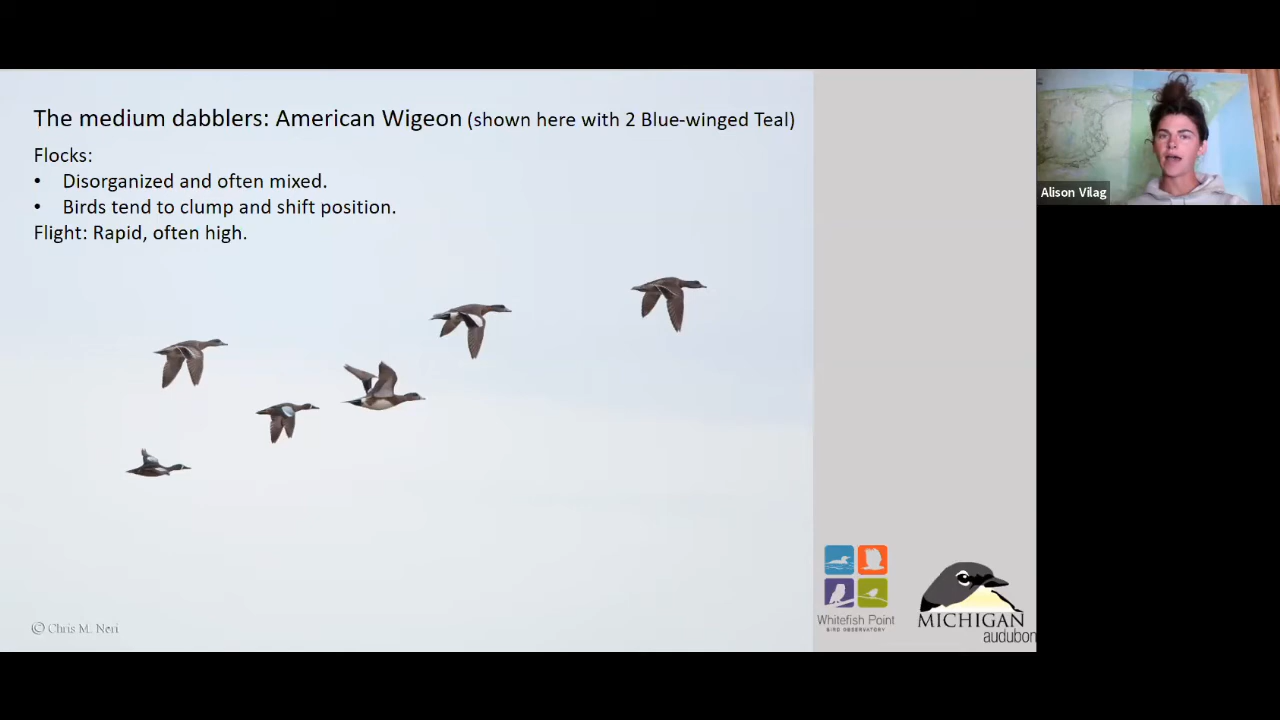 The medium dabblers: American Wigeon (shown here with 2 Blue-winged Teal)
Flocks:
• Disorganized and often mixed.
• Birds tend to clump and shift position.
Flight: Rapid, often high.
Alison Vilag
© Chris M. Neri
Whitefish Point
BIRD OBSERVATORY
MICHIGAN
audubon